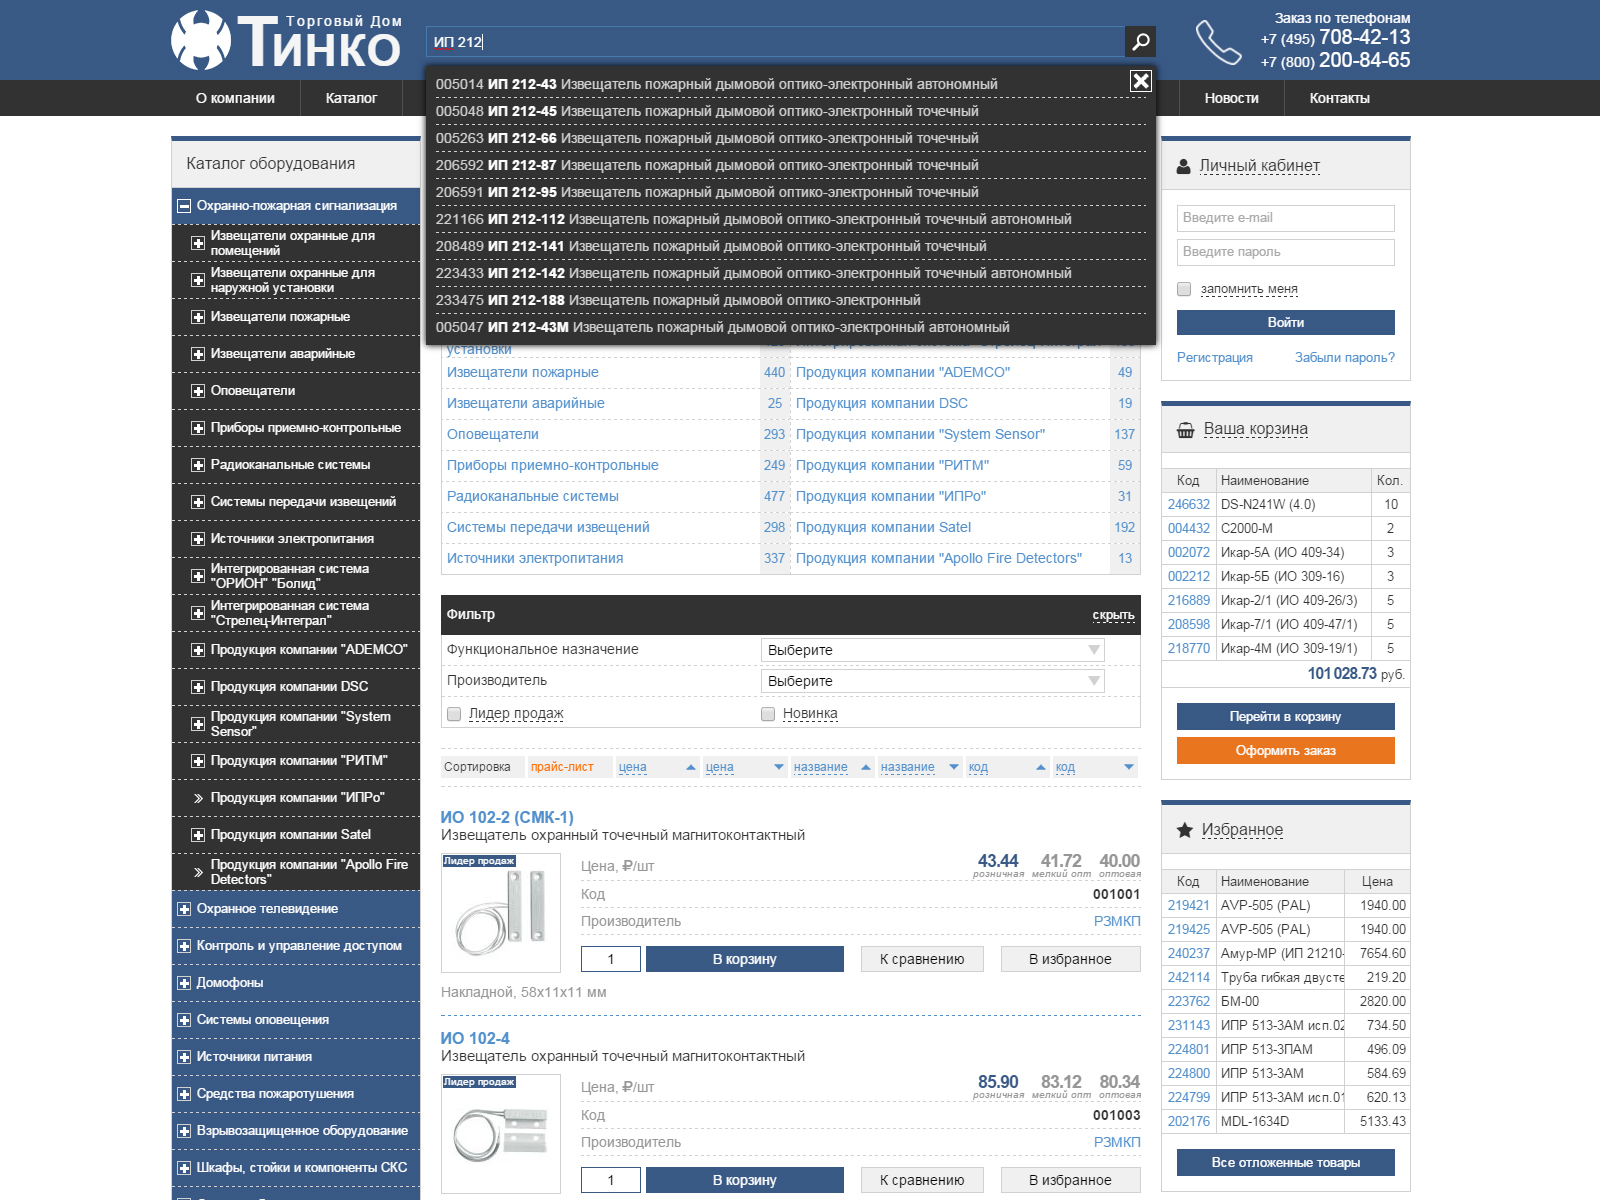 Торговый Дом
Тинко
ИП 212
Заказ по телефонам
+7 (495) 708-42-13
+7 (800) 200-84-65
О компании
Каталог
Новости
Контакты
005014 ИП 212-43 Извещатель пожарный дымовой оптико-электронный автономный
005048 ИП 212-45 Извещатель пожарный дымовой оптико-электронный точечный
005263 ИП 212-66 Извещатель пожарный дымовой оптико-электронный точечный
206592 ИП 212-87 Извещатель пожарный дымовой оптико-электронный точечный
206591 ИП 212-95 Извещатель пожарный дымовой оптико-электронный точечный
221166 ИП 212-112 Извещатель пожарный дымовой оптико-электронный точечный автономный
208489 ИП 212-141 Извещатель пожарный дымовой оптико-электронный точечный
223433 ИП 212-142 Извещатель пожарный дымовой оптико-электронный точечный автономный
233475 ИП 212-188 Извещатель пожарный дымовой оптико-электронный
005047 ИП 212-43М Извещатель пожарный дымовой оптико-электронный автономный
Каталог оборудования
Охранно-пожарная сигнализация
Извещатели охранные для
помещений
Извещатели охранные для
наружной установки
Извещатели пожарные
Извещатели аварийные
Оповещатели
Приборы приемно-контрольные
Радиоканальные системы
Системы передачи извещений
Источники электропитания
Интегрированная система
"ОРИОН" "Болид"
Интегрированная система
"Стрелец-Интеграл"
Продукция компании "ADEMCO"
Продукция компании DSC
Продукция компании "System
Sensor"
Продукция компании "РИТМ"
Продукция компании "ИПРо"
Продукция компании Satel
Продукция компании "Apollo Fire
Detectors"
Охранное телевидение
Контроль и управление доступом
Домофоны
Системы оповещения
Источники питания
Средства пожаротушения
Взрывозащищенное оборудование
Шкафы, стойки и компоненты СКС
установки
Извещатели пожарные 440 Продукция компании "ADEMCO" 49
Извещатели аварийные 25 Продукция компании DSC 19
Оповещатели 293 Продукция компании "System Sensor" 137
Приборы приемно-контрольные 249 Продукция компании "РИТМ" 59
Радиоканальные системы 477 Продукция компании "ИПРо" 31
Системы передачи извещений 298 Продукция компании Satel 192
Источники электропитания 337 Продукция компании "Apollo Fire Detectors" 13
Фильтр скрыть
Функциональное назначение Выберите
Производитель Выберите
Лидер продаж Новинка
Сортировка прайс-лист цена цена название название код код
ИО 102-2 (СМК-1)
Извещатель охранный точечный магнитоконтактный
Лидер продаж
Цена, ₽/шт 43.44 41.72 40.00
розничная мелкий опт оптовая
Код 001001
Производитель РЗМКП
1 В корзину К сравнению В избранное
Накладной, 58х11х11 мм
ИО 102-4
Извещатель охранный точечный магнитоконтактный
Лидер продаж
Цена, ₽/шт 85.90 83.12 80.34
розничная мелкий опт оптовая
Код 001003
Производитель РЗМКП
1 В корзину К сравнению В избранное
Личный кабинет
Введите e-mail
Введите пароль
запомнить меня
Войти
Регистрация Забыли пароль?
Ваша корзина
Код Наименование Кол.
246632 DS-N241W (4.0) 10
004432 С2000-М 2
002072 Икар-5А (ИО 409-34) 3
002212 Икар-5Б (ИО 309-16) 3
216889 Икар-2/1 (ИО 409-26/3) 5
208598 Икар-7/1 (ИО 409-47/1) 5
218770 Икар-4М (ИО 309-19/1) 5
101 028.73 руб.
Перейти в корзину
Оформить заказ
Избранное
Код Наименование Цена
219421 AVP-505 (PAL) 1940.00
219425 AVP-505 (PAL) 1940.00
240237 Амур-МР (ИП 21210- 7654.60
242114 Труба гибкая двусте 219.20
223762 БМ-00 2820.00
231143 ИПР 513-3АМ исп.02 734.50
224801 ИПР 513-3ПАМ 496.09
224800 ИПР 513-3АМ 584.69
224799 ИПР 513-3АМ исп.01 620.13
202176 MDL-1634D 5133.43
Все отложенные товары